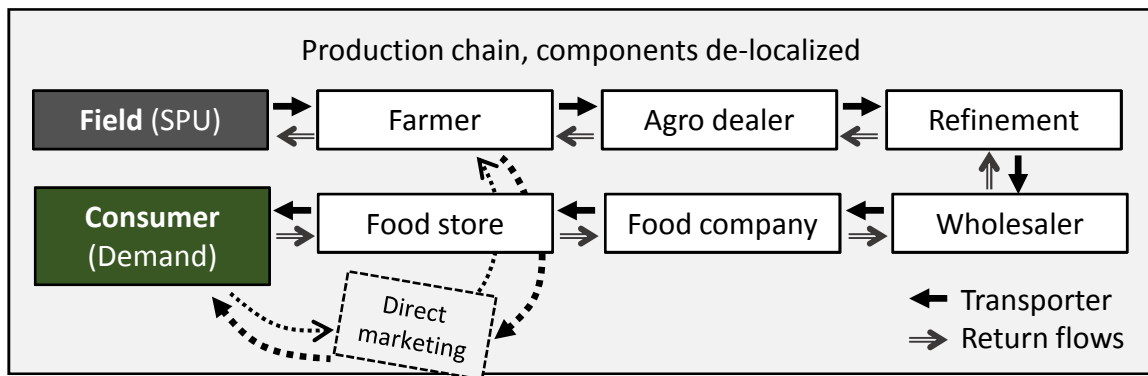 Production chain, components de-localized
Field (SPU)
Farmer
Agro dealer
Refinement
Consumer
(Demand)
Food store
Food company
Wholesaler
Direct
marketing
Transporter
Return flows